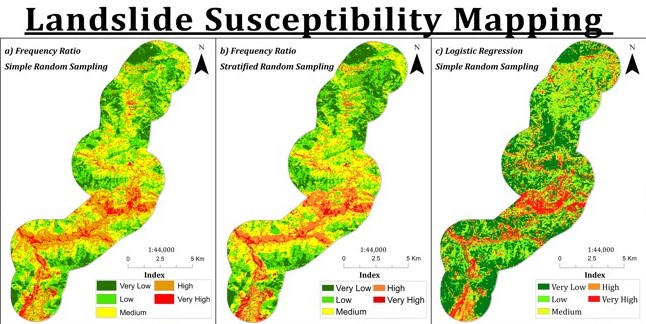 Landslide Susceptibility Mapping
a) Frequency Ratio
Simple Random Sampling
N
1:44,000
0 2.5 5 Km
Index
Very Low High
Low Very High
Medium
b) Frequency Ratio
Stratified Random Sampling
N
1:44,000
0 2.5 5 Km
Index
Very Low High
Low Very High
Medium
c) Logistic Regression
Simple Random Sampling
N
1:44,000
0 2.5 5 Km
Index
Very Low High
Low Very High
Medium